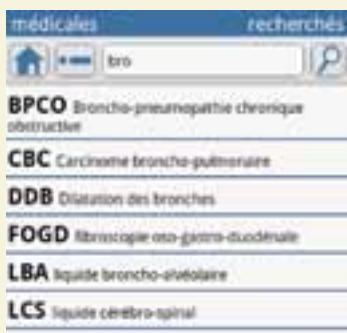 médicales recherchés
bro
BPCO Broncho-pneumopathie chronique
obstructive
CBC Carcinome broncho-pulmonaire
DDB Dilatation des bronches
FOGD fibroscopie oso-gastro-duodénale
LBA liquide broncho-alvéolaire
LCS liquide cérébro-spinal